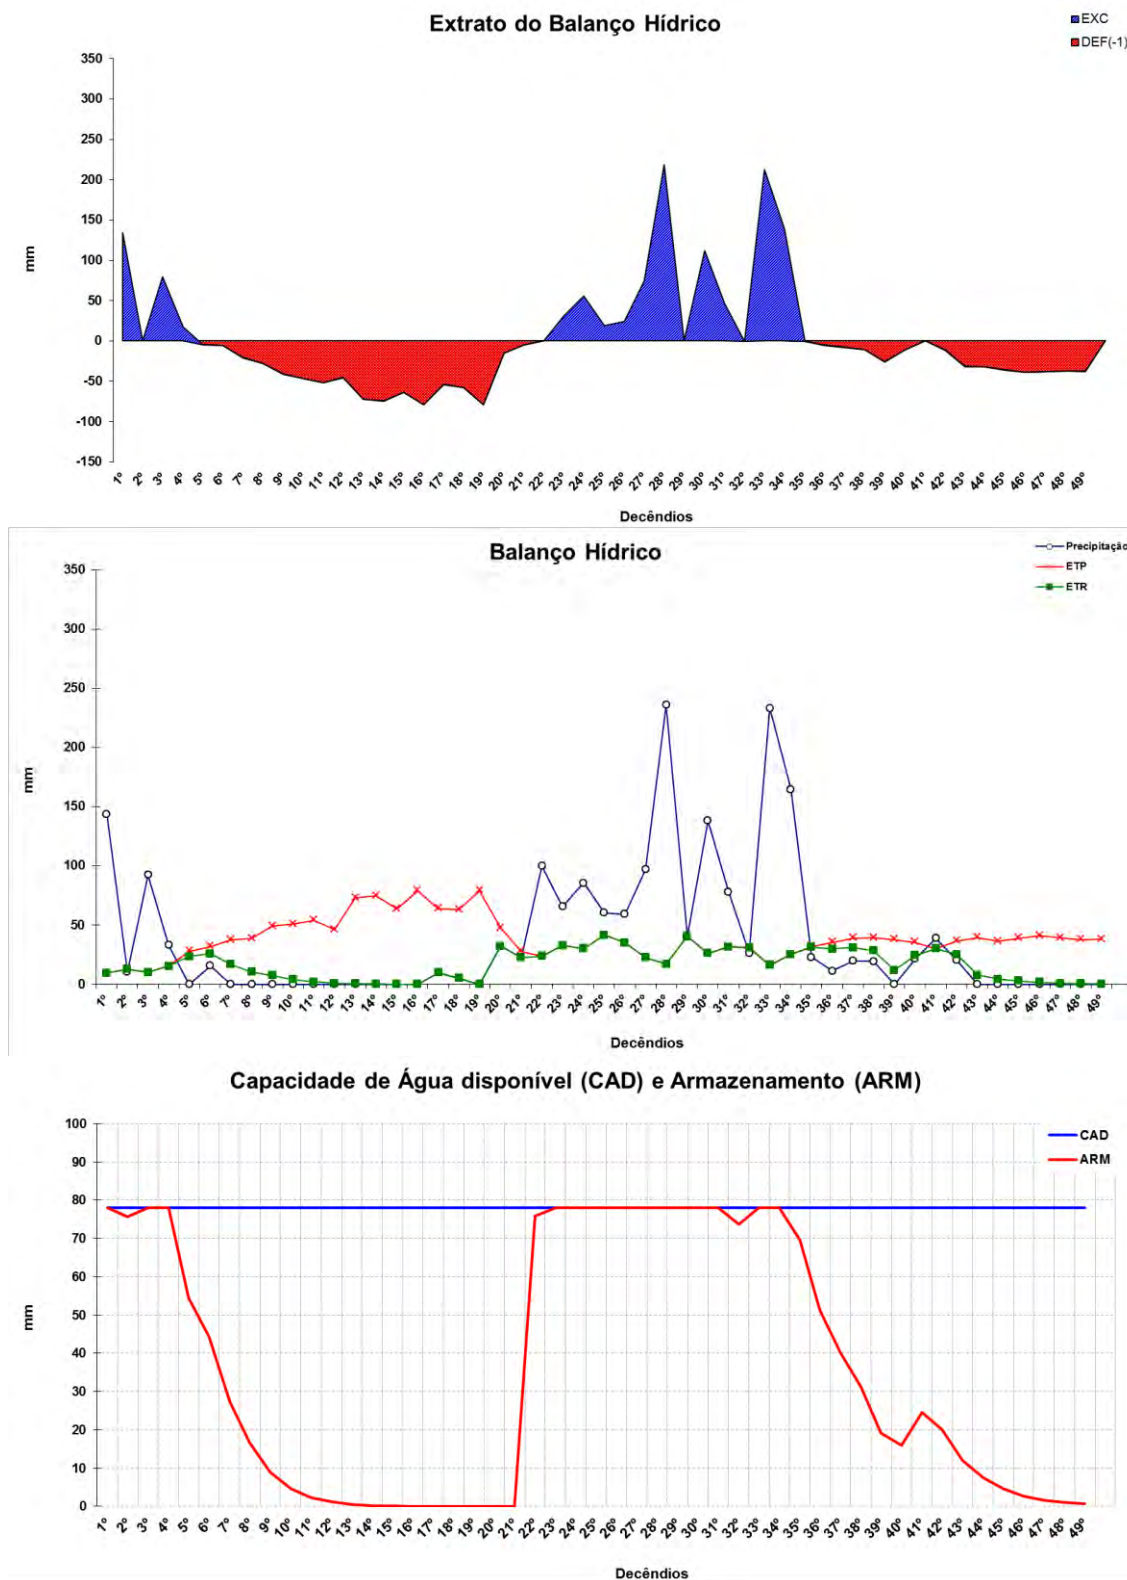 Extrato do Balanço Hídrico
EXC
DEF(-1)
350
300
250
200
150
100
50
0
-50
-100
-150
mm
1º 2º 3º 4º 5º 6º 7º 8º 9º 10º 11º 12º 13º 14º 15º 16º 17º 18º 19º 20º 21º 22º 23º 24º 25º 26º 27º 28º 29º 30º 31º 32º 33º 34º 35º 36º 37º 38º 39º 40º 41º 42º 43º 44º 45º 46º 47º 48º 49º
Decêndios
Balanço Hídrico
Precipitação
ETP
ETR
350
300
250
200
150
100
50
0
mm
1º 2º 3º 4º 5º 6º 7º 8º 9º 10º 11º 12º 13º 14º 15º 16º 17º 18º 19º 20º 21º 22º 23º 24º 25º 26º 27º 28º 29º 30º 31º 32º 33º 34º 35º 36º 37º 38º 39º 40º 41º 42º 43º 44º 45º 46º 47º 48º 49º
Decêndios
Capacidade de Água disponível (CAD) e Armazenamento (ARM)
CAD
ARM
100
90
80
70
60
50
40
30
20
10
0
mm
1º 2º 3º 4º 5º 6º 7º 8º 9º 10º 11º 12º 13º 14º 15º 16º 17º 18º 19º 20º 21º 22º 23º 24º 25º 26º 27º 28º 29º 30º 31º 32º 33º 34º 35º 36º 37º 38º 39º 40º 41º 42º 43º 44º 45º 46º 47º 48º 49º
Decêndios